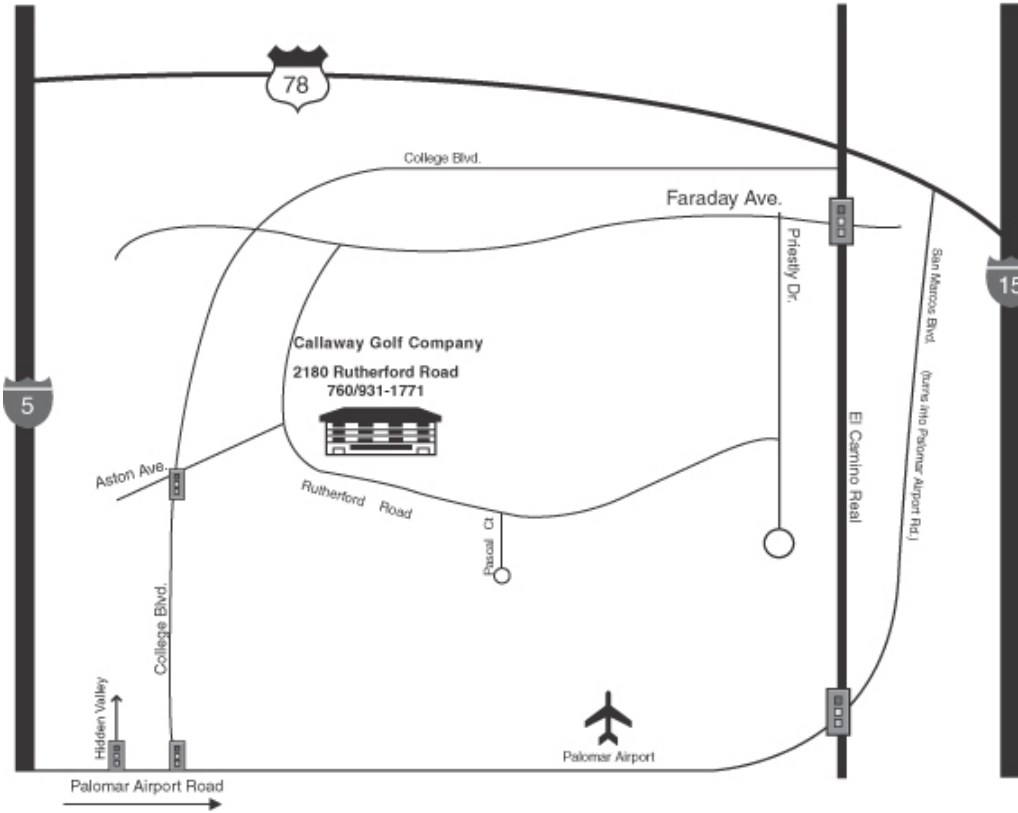 78
College Blvd.
Faraday Ave.
Priestly Dr.
San Marcos Blvd. (turns into Palomar Airport Rd.)
15
Callaway Golf Company
2180 Rutherford Road
760/931-1771
5
El Camino Real
Aston Ave.
Rutherford Road
Pascal Ct.
College Blvd.
Hidden Valley
Palomar Airport
Palomar Airport Road